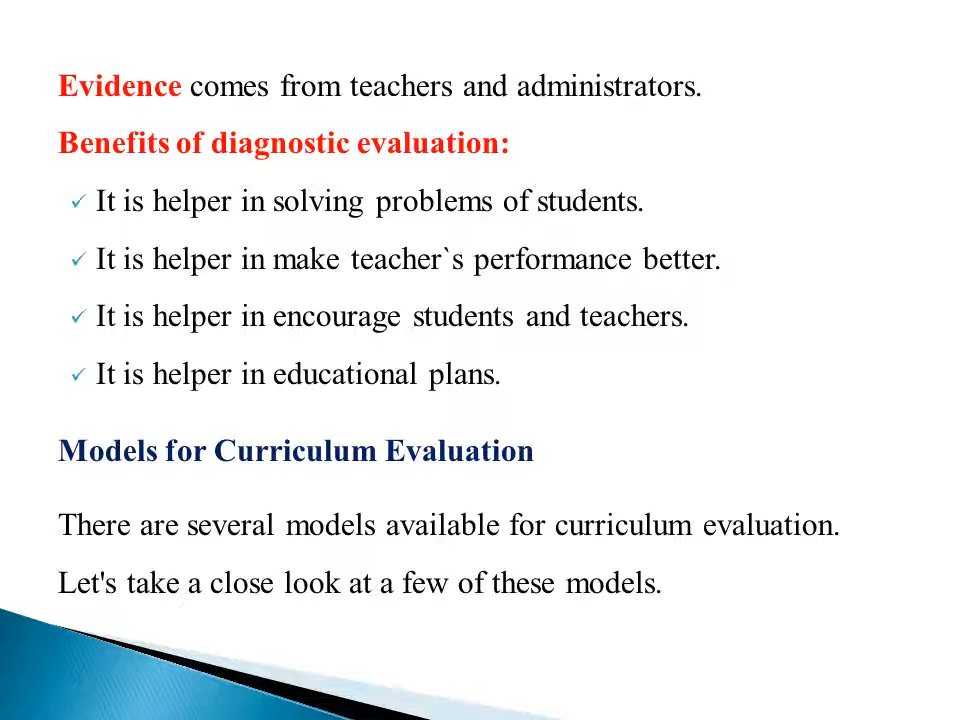 Evidence comes from teachers and administrators.
Benefits of diagnostic evaluation:
✓ It is helper in solving problems of students.
✓ It is helper in make teacher`s performance better.
✓ It is helper in encourage students and teachers.
✓ It is helper in educational plans.
Models for Curriculum Evaluation
There are several models available for curriculum evaluation.
Let's take a close look at a few of these models.